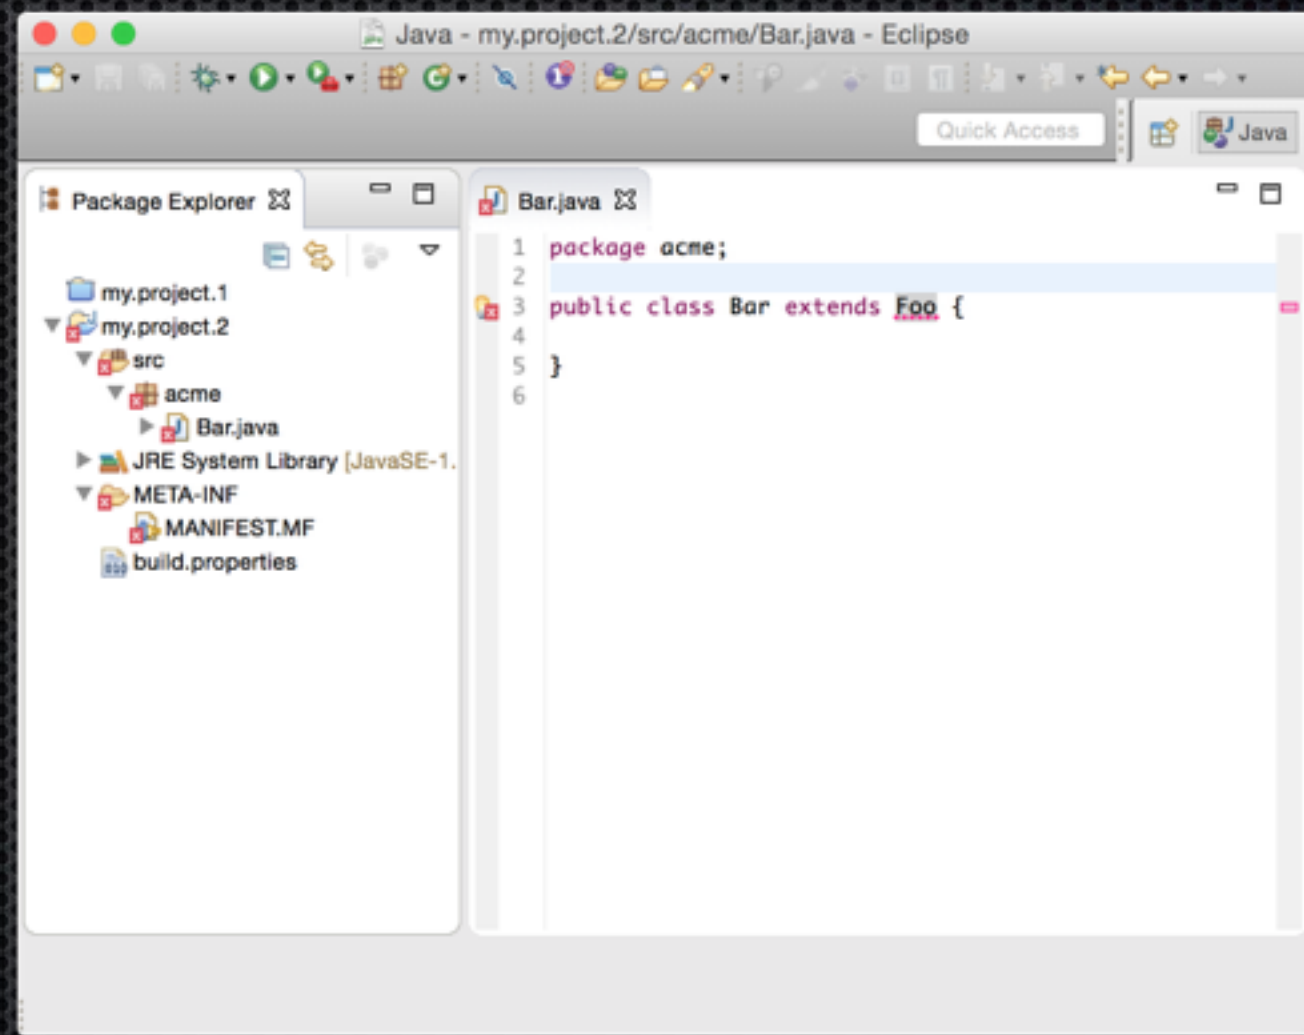 Java - my.project.2/src/acme/Bar.java - Eclipse
Quick Access
Java
Package Explorer
my.project.1
my.project.2
src
acme
Bar.java
JRE System Library [JavaSE-1.
META-INF
MANIFEST.MF
build.properties
Bar.java
1 package acme;
2
3 public class Bar extends Foo {
4
5 }
6